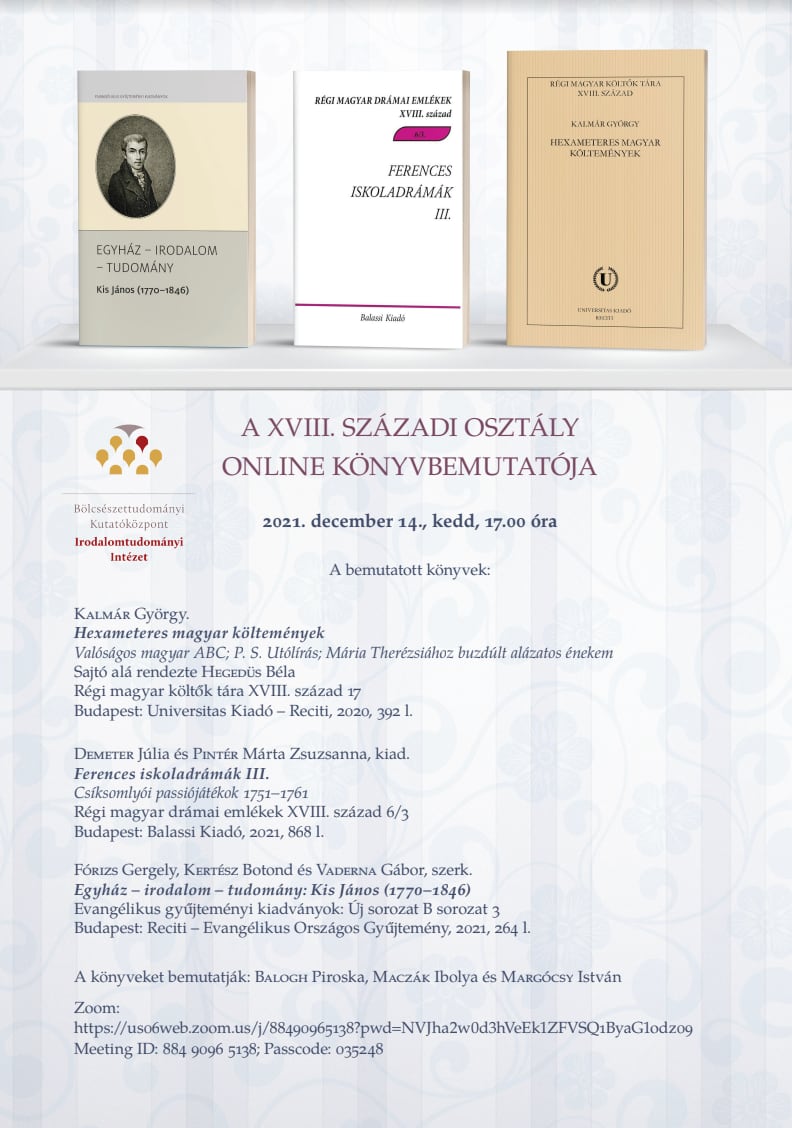 EVANGÉLIKUS GYŰJTEMÉNYI KIADVÁNYOK
EGYHÁZ – IRODALOM
– TUDOMÁNY
Kis János (1770–1846)
RÉGI MAGYAR DRÁMAI EMLÉKEK
XVIII. század
6/3.
FERENCES
ISKOLADRÁMÁK
III.
Balassi Kiadó
RÉGI MAGYAR KÖLTŐK TÁRA
XVIII. SZÁZAD
KALMÁR GYÖRGY
HEXAMETERES MAGYAR
KÖLTEMÉNYEK
U
UNIVERSITAS KIADÓ
RECITI
Bölcsészettudományi
Kutatóközpont
Irodalomtudományi
Intézet
A XVIII. SZÁZADI OSZTÁLY
ONLINE KÖNYVBEMUTATÓJA
2021. december 14., kedd, 17.00 óra
A bemutatott könyvek:
KALMÁR György.
Hexameteres magyar költemények
Valóságos magyar ABC; P. S. Utólírás; Mária Therézsiához buzdúlt alázatos énekem
Sajtó alá rendezte HEGEDÜS Béla
Régi magyar költők tára XVIII. század 17
Budapest: Universitas Kiadó – Reciti, 2020, 392 l.
DEMETER Júlia és PINTÉR Márta Zsuzsanna, kiad.
Ferences iskoladrámák III.
Csíksomlyói passiójátékok 1751–1761
Régi magyar drámai emlékek XVIII. század 6/3
Budapest: Balassi Kiadó, 2021, 868 l.
FÓRIZS Gergely, KERTÉSZ Botond és VADERNA Gábor, szerk.
Egyház – irodalom – tudomány: Kis János (1770–1846)
Evangélikus gyűjteményi kiadványok: Új sorozat B sorozat 3
Budapest: Reciti – Evangélikus Országos Gyűjtemény, 2021, 264 l.
A könyveket bemutatják: BALOGH Piroska, MACZÁK Ibolya és MARGÓCSY István
Zoom:
https://us06web.zoom.us/j/88490965138?pwd=NVJha2w0d3hVeEk1ZFVSQ1ByaG1odz09
Meeting ID: 884 9096 5138; Passcode: 035248